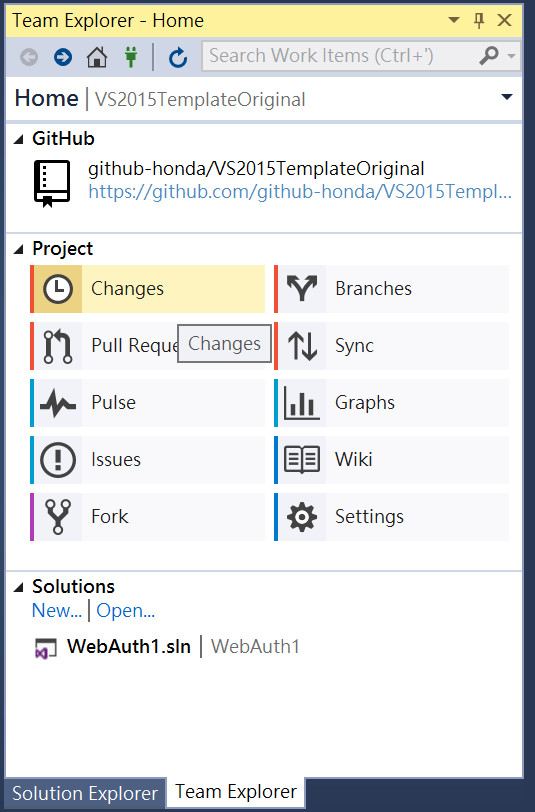 Team Explorer - Home
Search Work Items (Ctrl+')
Home | VS2015TemplateOriginal
GitHub
github-honda/VS2015TemplateOriginal
https://github.com/github-honda/VS2015Templ...
Project
Changes
Branches
Pull Reque
Changes
Sync
Pulse
Graphs
Issues
Wiki
Fork
Settings
Solutions
New... | Open...
WebAuth1.sln | WebAuth1
Solution Explorer
Team Explorer